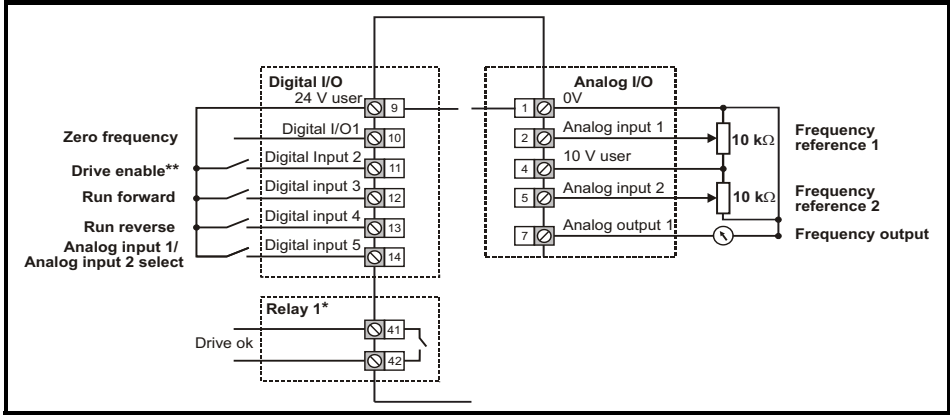 Digital I/O
24 V user
9
Zero frequency
Digital I/O1
10
Drive enable**
Digital Input 2
11
Run forward
Digital input 3
12
Run reverse
Digital input 4
13
Analog input 1/
Analog input 2 select
Digital input 5
14
Relay 1*
41
Drive ok
42
Analog I/O
1
0V
2
Analog input 1
10 kΩ
Frequency
reference 1
4
10 V user
5
Analog input 2
10 kΩ
Frequency
reference 2
7
Analog output 1
Frequency output